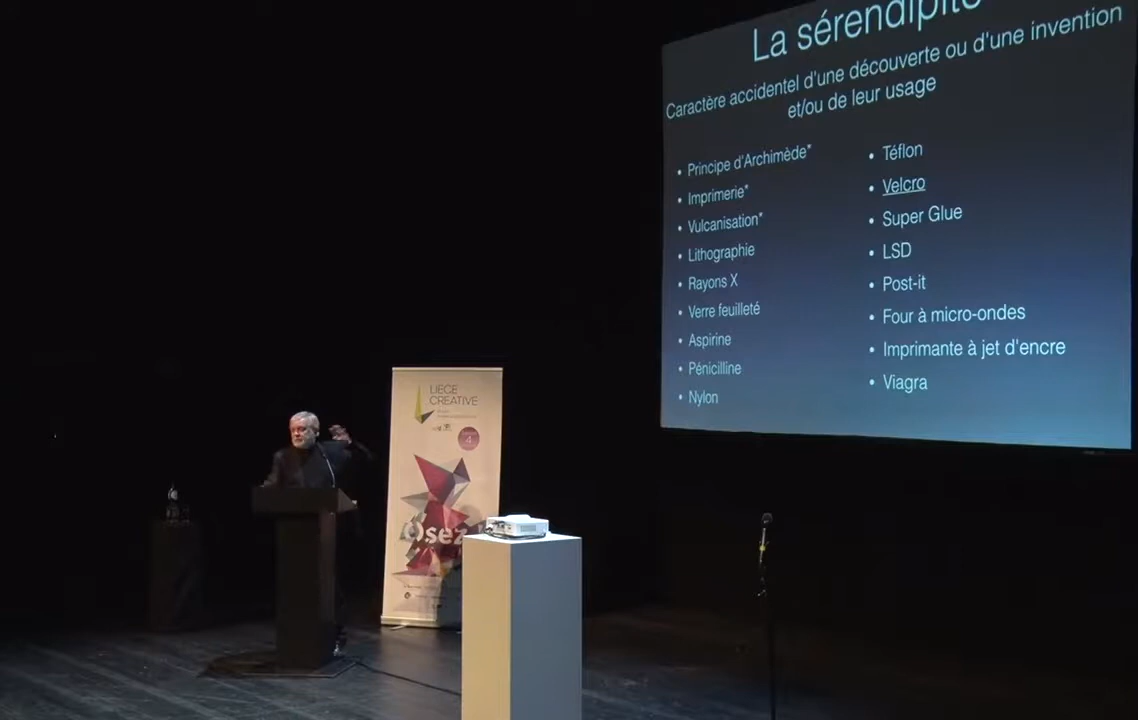 La sérendipité
Caractère accidentel d'une découverte ou d'une invention
et/ou de leur usage
• Principe d'Archimède*
• Imprimerie*
• Vulcanisation*
• Lithographie
• Rayons X
• Verre feuilleté
• Aspirine
• Pénicilline
• Nylon
• Téflon
• Velcro
• Super Glue
• LSD
• Post-it
• Four à micro-ondes
• Imprimante à jet d'encre
• Viagra
LIEGE
CREATIVE
4
Osez